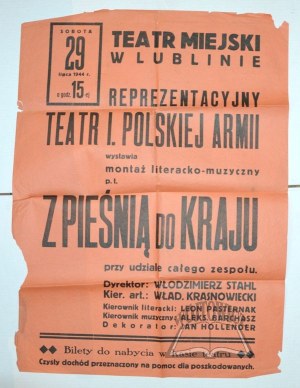 SOBOTA
29
lipca 1944 r.
o godz. 15-ej
TEATR MIEJSKI
W LUBLINIE
REPREZENTACYJNY
TEATR I. POLSKIEJ ARMII
wystawia
montaż literacko-muzyczny
p. t.
Z PIEŚNIĄ DO KRAJU
przy udziale całego zespołu.
Dyrektor: WŁODZIMIERZ STAHL
Kier. art.: WŁAD. KRASNOWIECKI
Kierownik literacki: LEON PASTERNAK
Kierownik muzyczny: ALEKS. BARCHASZ
Dekorator: JAN HOLLENDER
Bilety do nabycia w Kasie teatru.
Czysty dochód przeznaczony na pomoc dla poszkodowanych.